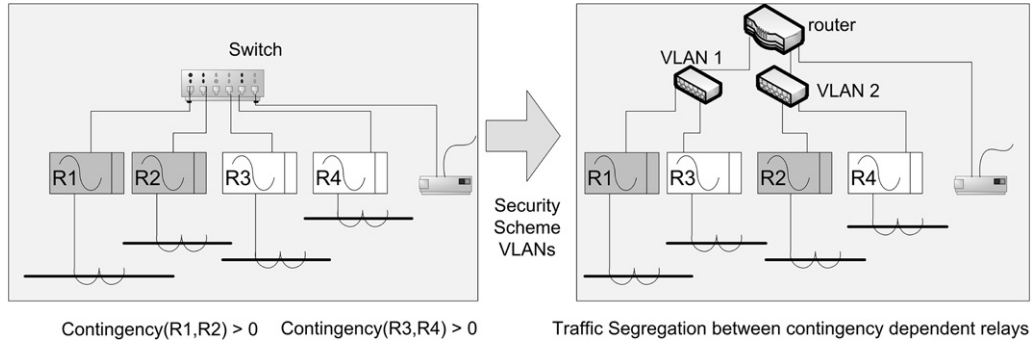 Switch
R1
R2
R3
R4
Security
Scheme
VLANs
router
VLAN 1
VLAN 2
R1
R3
R2
R4
Contingency(R1,R2) > 0
Contingency(R3,R4) > 0
Traffic Segregation between contingency dependent relays